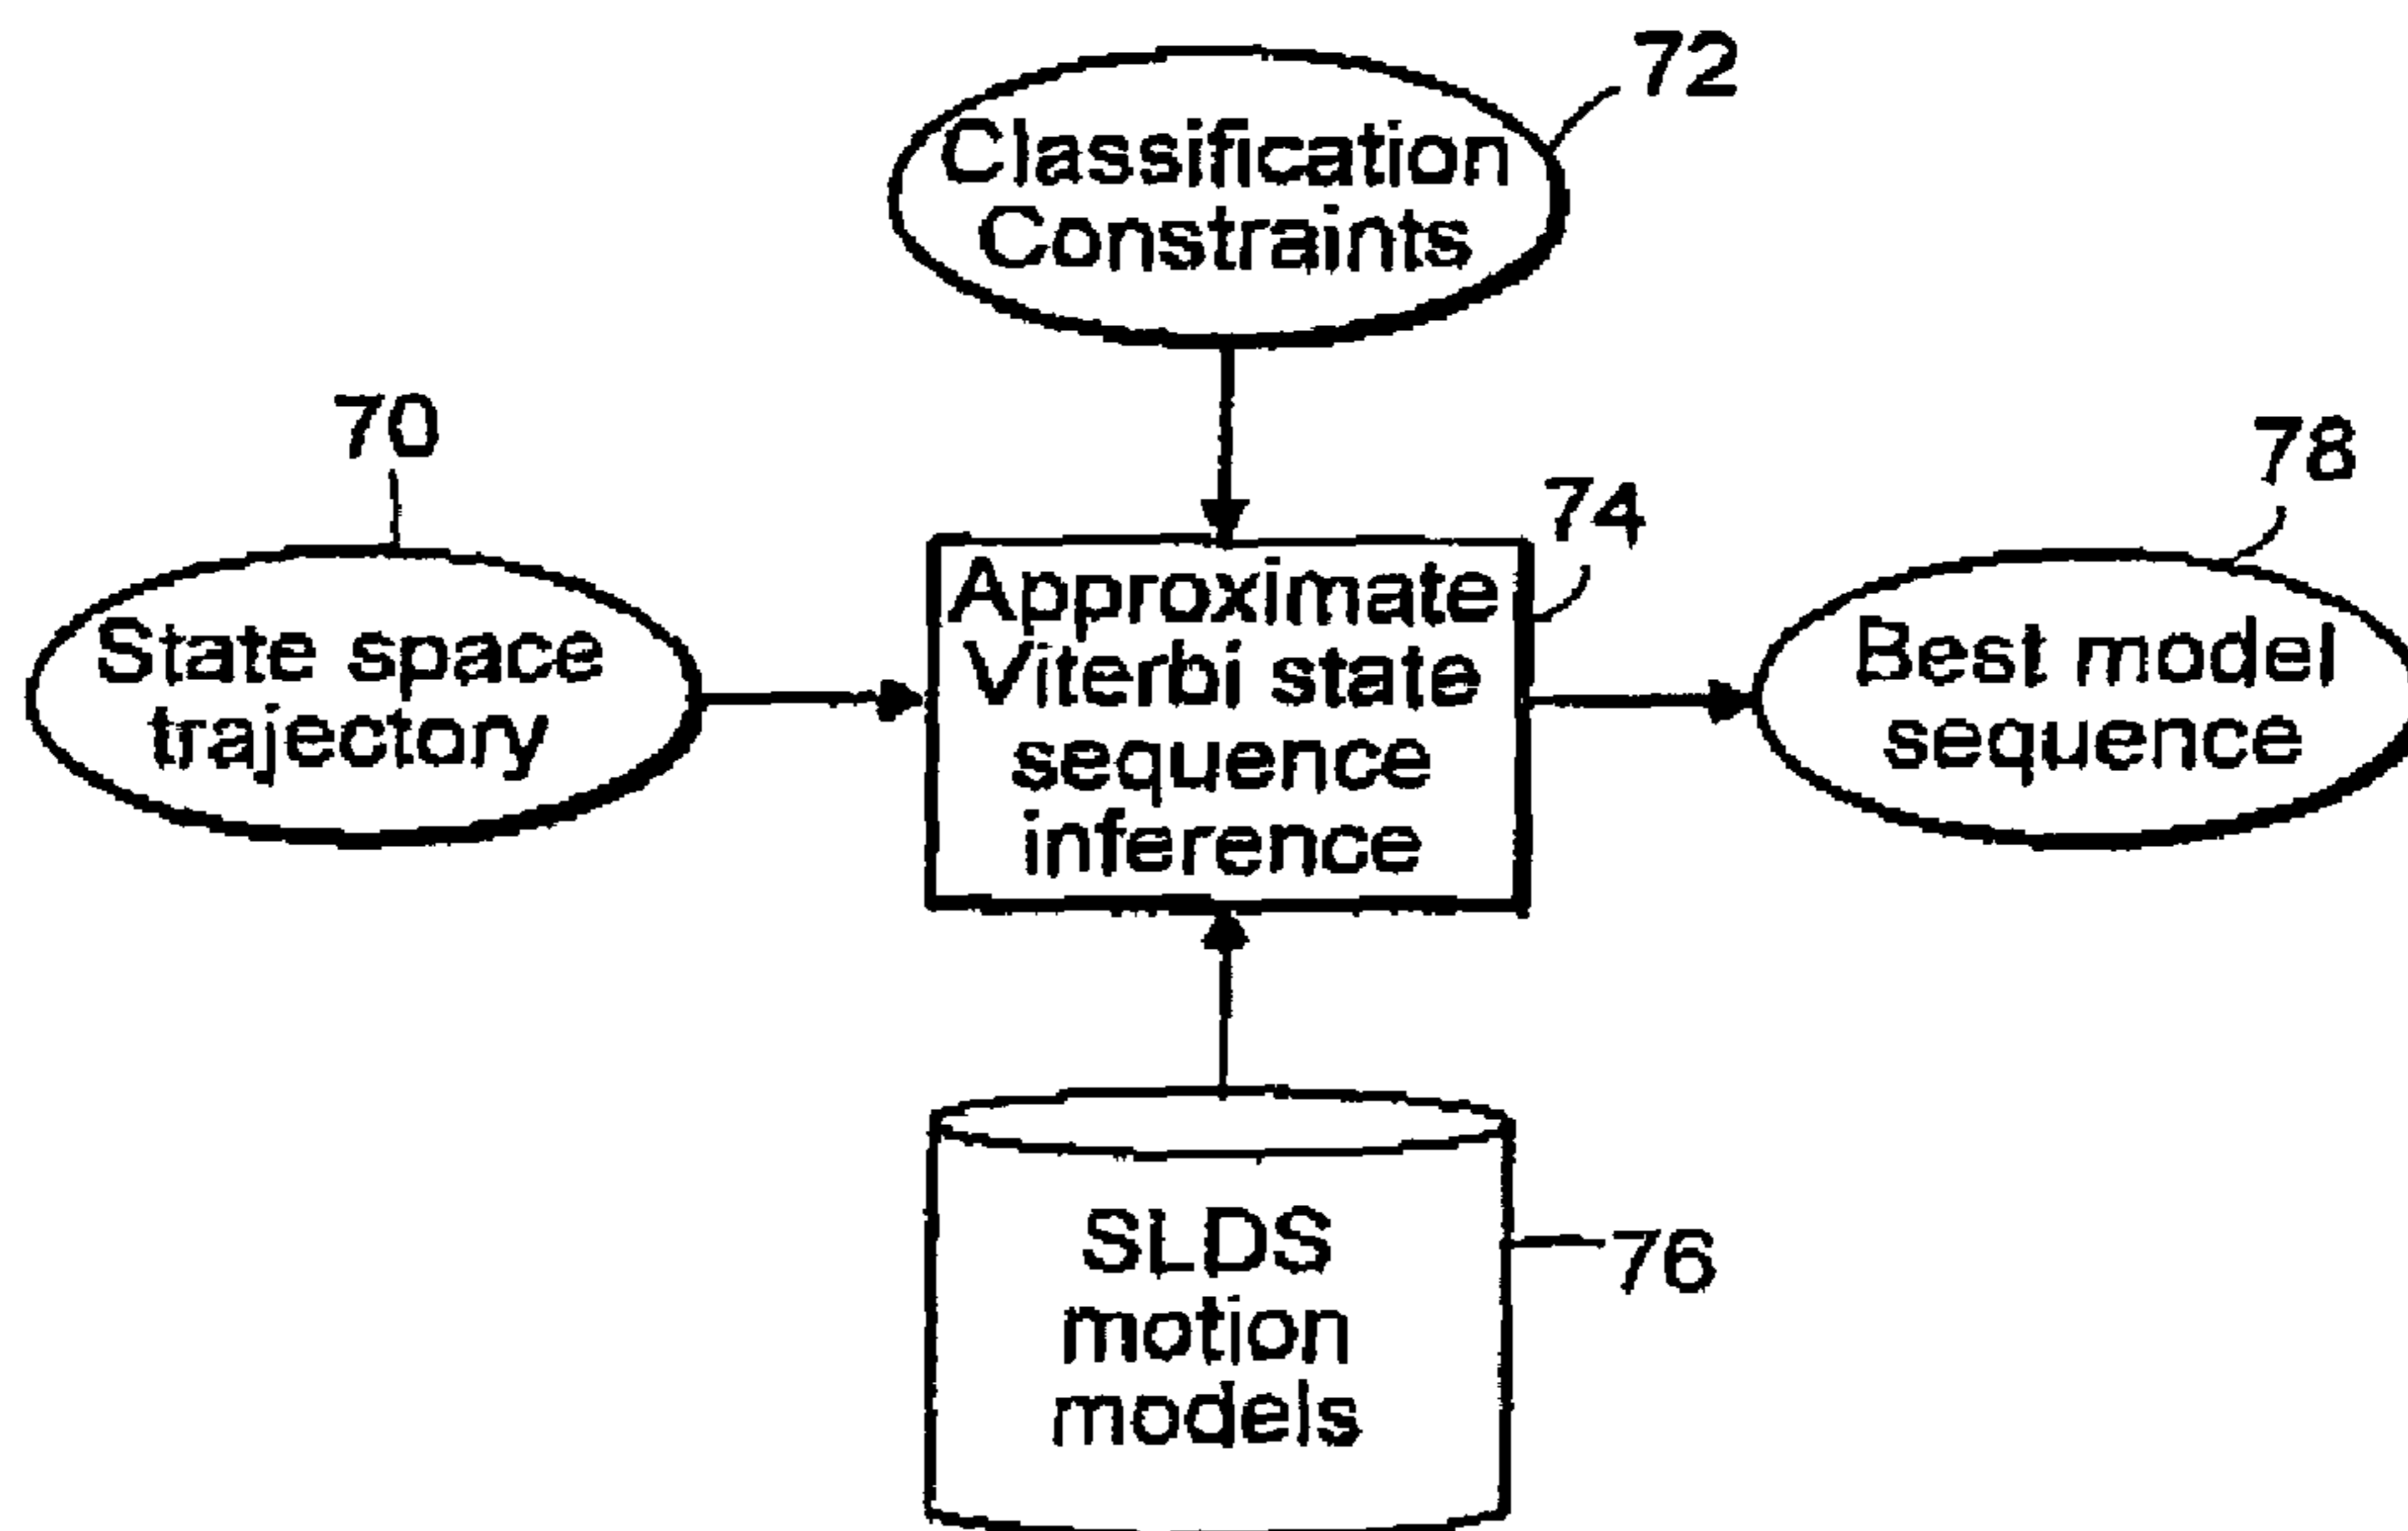 72
Classification
Constraints
70
74
78
State space
trajectory
Approximate
Viterbi state
sequence
inference
Best model
sequence
SLDS
motion
models
76